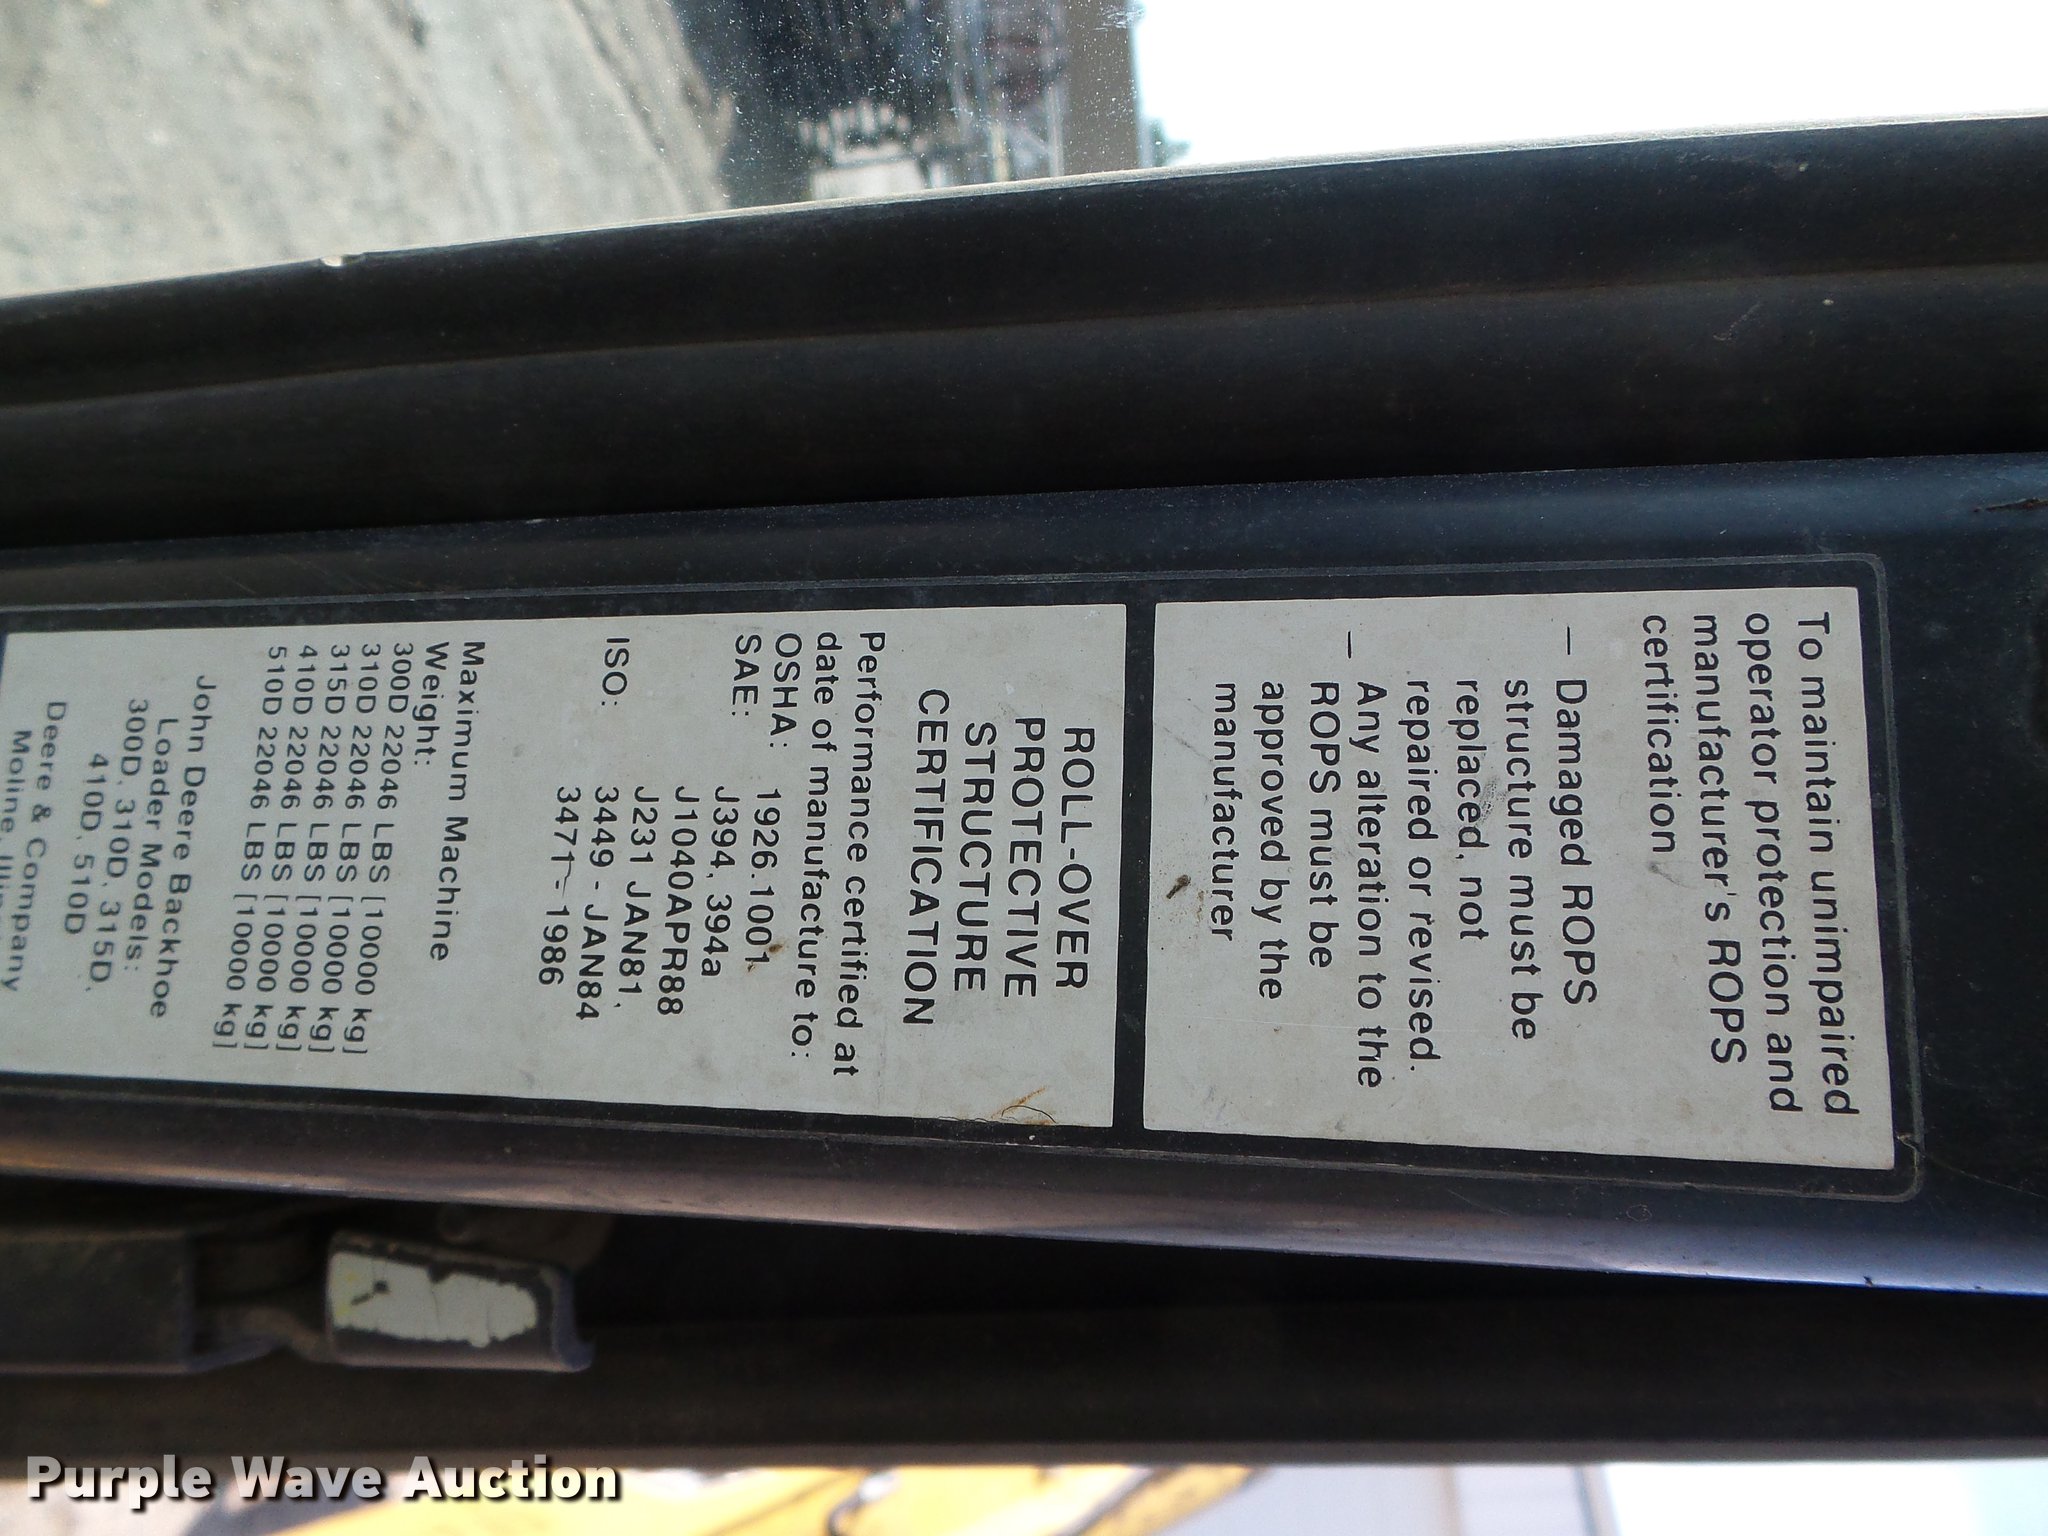 To maintain unimpaired
operator protection and
manufacturer's ROPS
certification
— Damaged ROPS
structure must be
replaced, not
repaired or revised.
— Any alteration to the
ROPS must be
approved by the
manufacturer
ROLL-OVER
PROTECTIVE
STRUCTURE
CERTIFICATION
Performance certified at
date of manufacture to:
OSHA: 1926.1001
SAE: J394, 394a
J1040APR88
J231 JAN81,
ISO: 3449 - JAN84
3471 - 1986
Maximum Machine
Weight:
300D 22046 LBS [10000 kg]
310D 22046 LBS [10000 kg]
315D 22046 LBS [10000 kg]
410D 22046 LBS [10000 kg]
510D 22046 LBS [10000 kg]
John Deere Backhoe
Loader Models:
300D, 310D, 315D,
410D, 510D
Deere & Company
Moline,
Purple Wave Auction